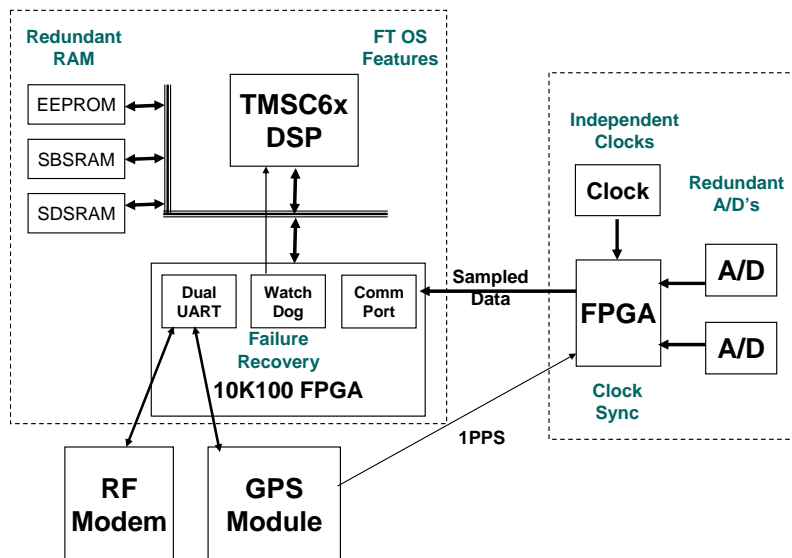 Redundant
RAM
FT OS
Features
EEPROM
SBSRAM
SDSRAM
TMSC6x
DSP
Independent
Clocks
Clock
Redundant
A/D's
A/D
A/D
FPGA
Clock
Sync
Sampled
Data
Dual
UART
Watch
Dog
Comm
Port
Failure
Recovery
10K100 FPGA
1PPS
RF
Modem
GPS
Module